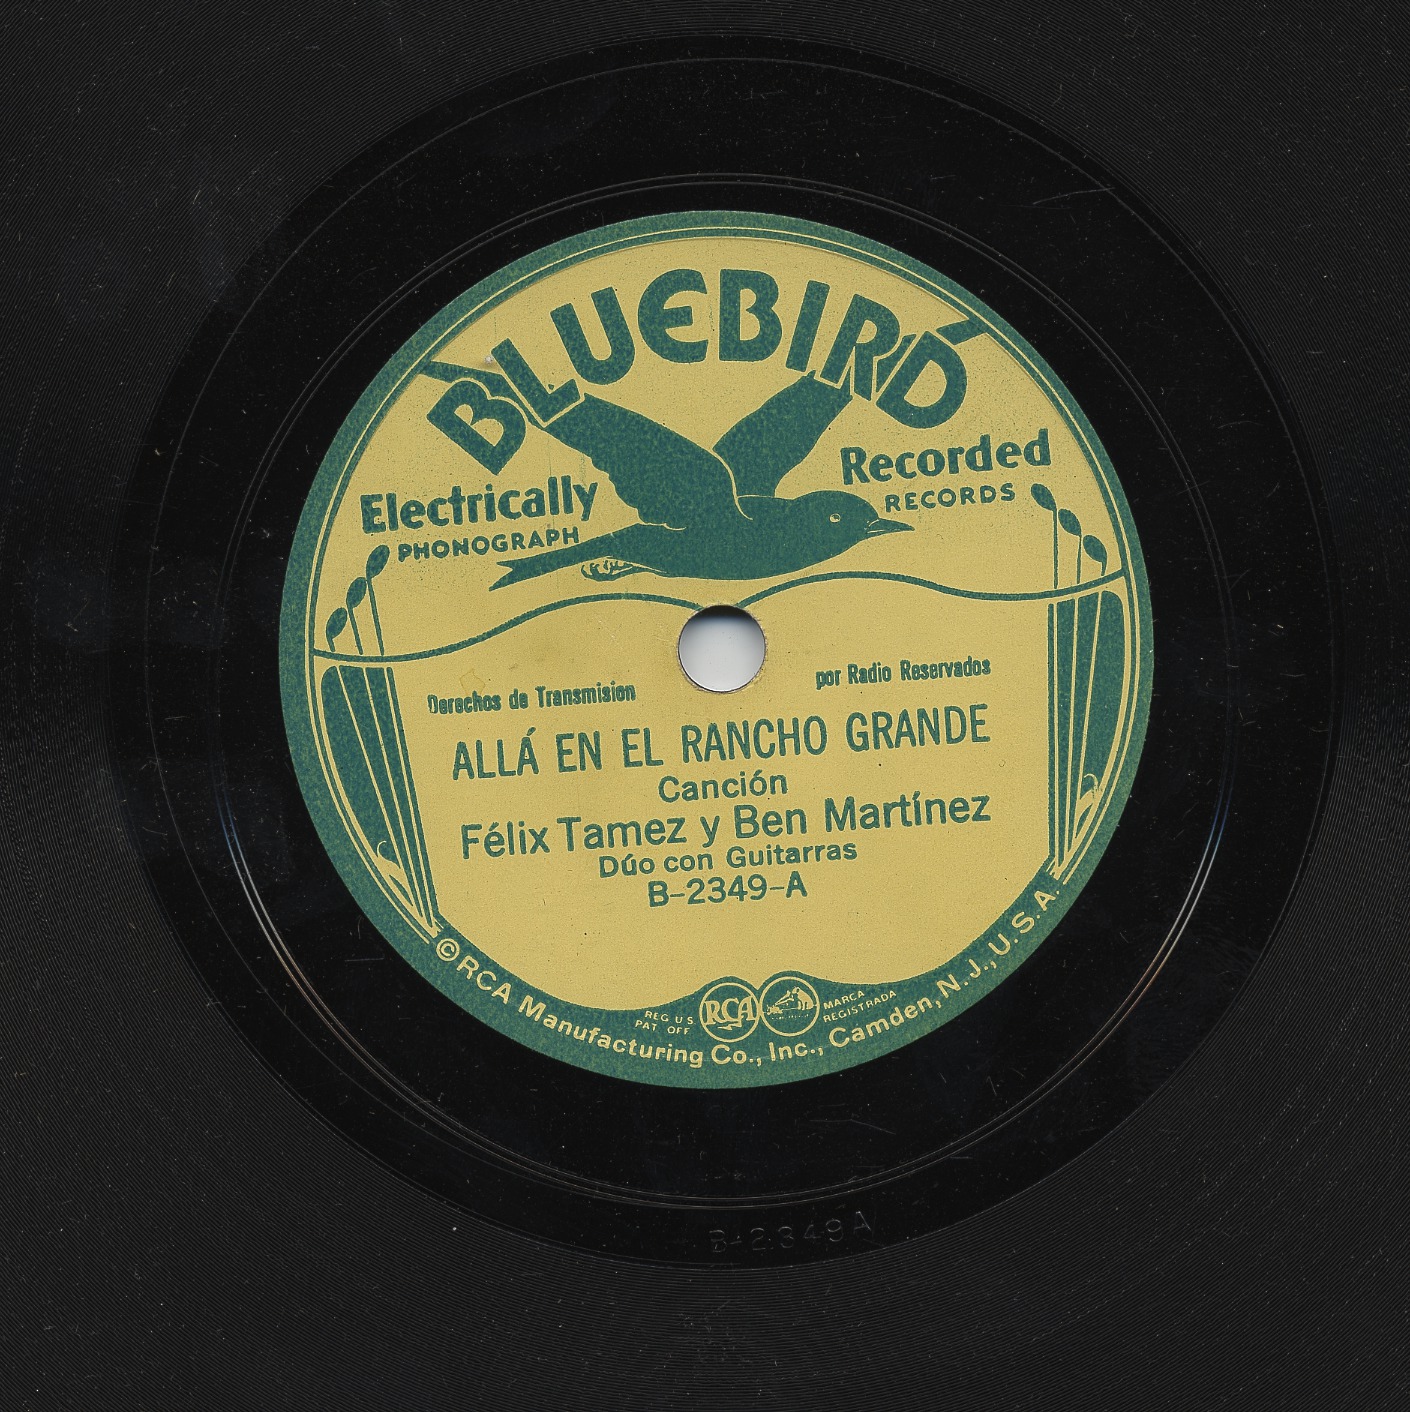 BLUEBIRD
Electrically Recorded
PHONOGRAPH RECORDS
Derechos de Transmision por Radio Reservados
ALLÁ EN EL RANCHO GRANDE
Canción
Félix Tamez y Ben Martínez
Dúo con Guitarras
B-2349-A
REG U.S. PAT OFF
RCA
MARCA REGISTRADA
©RCA Manufacturing Co., Inc., Camden, N.J., U.S.A.
B-2349A